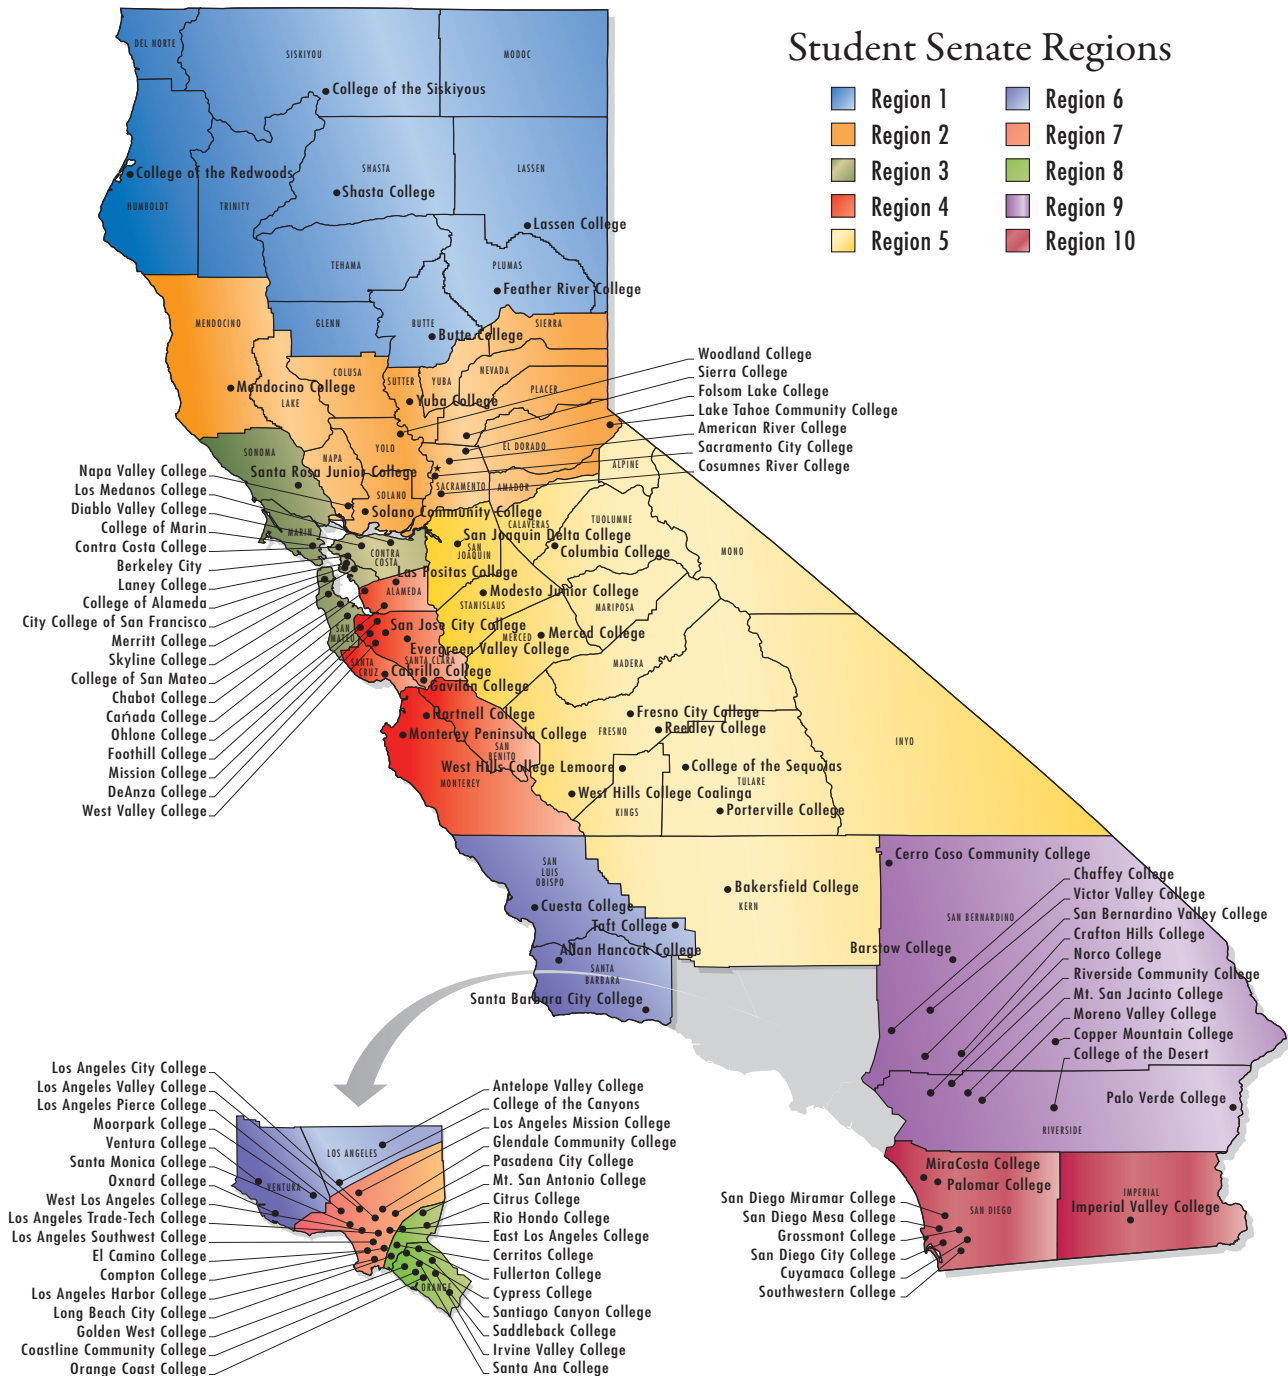 Student Senate Regions
Region 1
Region 2
Region 3
Region 4
Region 5
Region 6
Region 7
Region 8
Region 9
Region 10
DEL NORTE
SISKIYOU
MODOC
College of the Siskiyous
College of the Redwoods
HUMBOLDT
TRINITY
SHASTA
Shasta College
LASSEN
Lassen College
TEHAMA
PLUMAS
Feather River College
GLENN
BUTTE
Butte College
SIERRA
MENDOCINO
Mendocino College
LAKE
COLUSA
SUTTER
YUBA
Yuba College
NEVADA
PLACER
YOLO
EL DORADO
NAPA
SOLANO
Solano Community College
SACRAMENTO
AMADOR
ALPINE
SONOMA
Santa Rosa Junior College
MARIN
CONTRA
COSTA
Woodland College
Sierra College
Folsom Lake College
Lake Tahoe Community College
American River College
Sacramento City College
Cosumnes River College
Napa Valley College
Los Medanos College
Diablo Valley College
College of Marin
Contra Costa College
Berkeley City
Laney College
College of Alameda
City College of San Francisco
Merritt College
Skyline College
College of San Mateo
Chabot College
Cañada College
Ohlone College
Foothill College
Mission College
DeAnza College
West Valley College
CALAVERAS
TUOLUMNE
MONO
San Joaquin Delta College
SAN
JOAQUIN
Columbia College
Las Positas College
ALAMEDA
STANISLAUS
Modesto Junior College
MARIPOSA
SAN
MATEO
San Jose City College
Evergreen Valley College
MERCED
Merced College
SANTA CLARA
SANTA
CRUZ
Cabrillo College
Gavilan College
MADERA
Hartnell College
Monterey Peninsula College
SAN
BENITO
MONTEREY
Fresno City College
FRESNO
Reedley College
INYO
West Hills College Lemoore
College of the Sequoias
TULARE
West Hills College Coalinga
KINGS
Porterville College
SAN
LUIS
OBISPO
Cuesta College
Taft College
Bakersfield College
KERN
Allan Hancock College
SANTA
BARBARA
Santa Barbara City College
Cerro Coso Community College
SAN BERNARDINO
Barstow College
Chaffey College
Victor Valley College
San Bernardino Valley College
Crafton Hills College
Norco College
Riverside Community College
Mt. San Jacinto College
Moreno Valley College
Copper Mountain College
College of the Desert
Palo Verde College
RIVERSIDE
MiraCosta College
Palomar College
SAN DIEGO
IMPERIAL
Imperial Valley College
San Diego Miramar College
San Diego Mesa College
Grossmont College
San Diego City College
Cuyamaca College
Southwestern College
Los Angeles City College
Los Angeles Valley College
Los Angeles Pierce College
Moorpark College
Ventura College
Santa Monica College
Oxnard College
West Los Angeles College
Los Angeles Trade-Tech College
Los Angeles Southwest College
El Camino College
Compton College
Los Angeles Harbor College
Long Beach City College
Golden West College
Coastline Community College
Orange Coast College
LOS ANGELES
VENTURA
ORANGE
Antelope Valley College
College of the Canyons
Los Angeles Mission College
Glendale Community College
Pasadena City College
Mt. San Antonio College
Citrus College
Rio Hondo College
East Los Angeles College
Cerritos College
Fullerton College
Cypress College
Santiago Canyon College
Saddleback College
Irvine Valley College
Santa Ana College